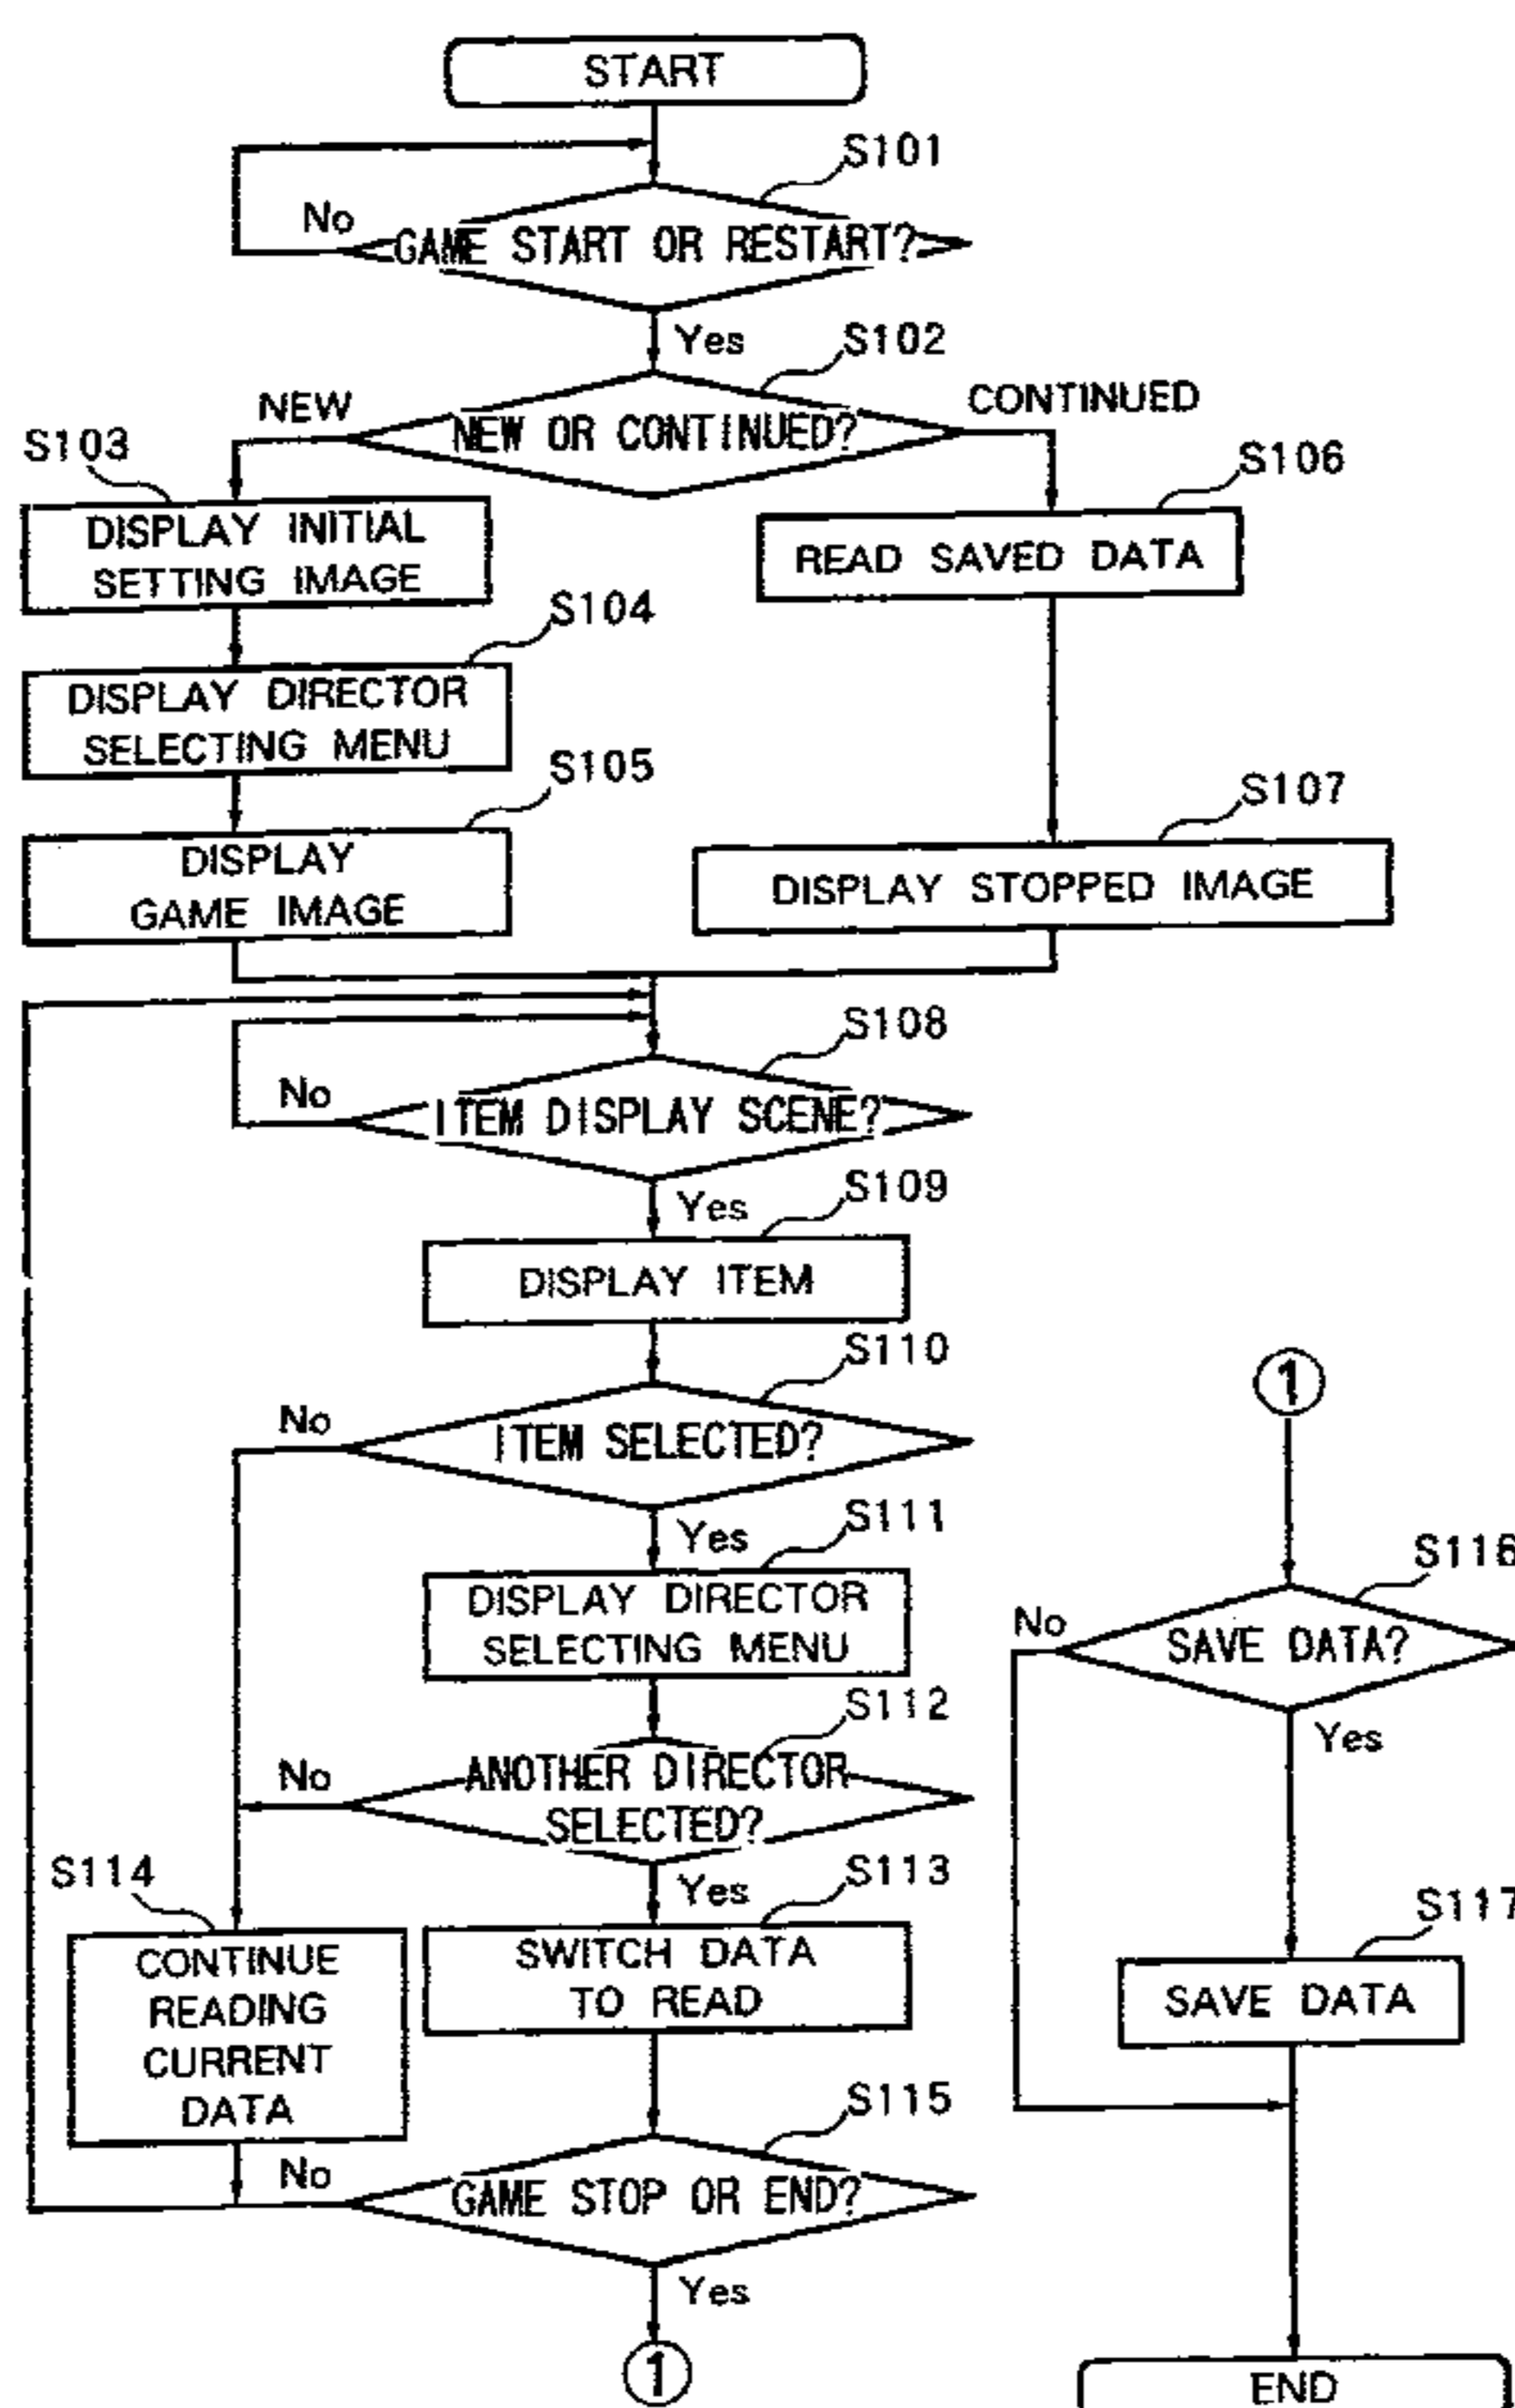 START
S101
No
GAME START OR RESTART?
Yes
S102
NEW
CONTINUED
NEW OR CONTINUED?
S103
S106
DISPLAY INITIAL
SETTING IMAGE
READ SAVED DATA
S104
DISPLAY DIRECTOR
SELECTING MENU
S105
S107
DISPLAY
GAME IMAGE
DISPLAY STOPPED IMAGE
S108
No
ITEM DISPLAY SCENE?
Yes
S109
DISPLAY ITEM
S110
No
ITEM SELECTED?
Yes
S111
DISPLAY DIRECTOR
SELECTING MENU
S112
No
ANOTHER DIRECTOR
SELECTED?
Yes
S113
S114
SWITCH DATA
TO READ
CONTINUE
READING
CURRENT
DATA
S115
No
GAME STOP OR END?
Yes
1
1
S116
No
SAVE DATA?
Yes
S117
SAVE DATA
END